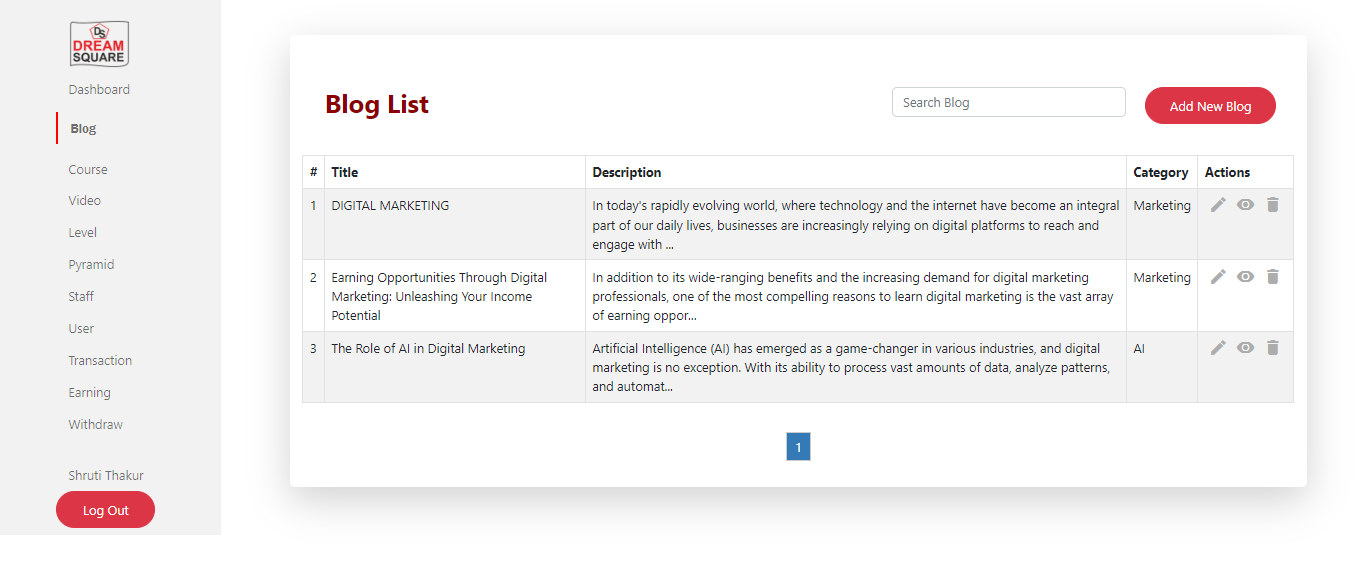 DS
DREAM
SQUARE
Dashboard
Blog
Course
Video
Level
Pyramid
Staff
User
Transaction
Earning
Withdraw
Shruti Thakur
Log Out
Blog List
Search Blog
Add New Blog
# Title Description Category Actions
1 DIGITAL MARKETING In today's rapidly evolving world, where technology and the internet have become an integral Marketing
part of our daily lives, businesses are increasingly relying on digital platforms to reach and
engage with ...
2 Earning Opportunities Through Digital In addition to its wide-ranging benefits and the increasing demand for digital marketing Marketing
Marketing: Unleashing Your Income professionals, one of the most compelling reasons to learn digital marketing is the vast array
Potential of earning oppor...
3 The Role of AI in Digital Marketing Artificial Intelligence (AI) has emerged as a game-changer in various industries, and digital AI
marketing is no exception. With its ability to process vast amounts of data, analyze patterns,
and automat...
1